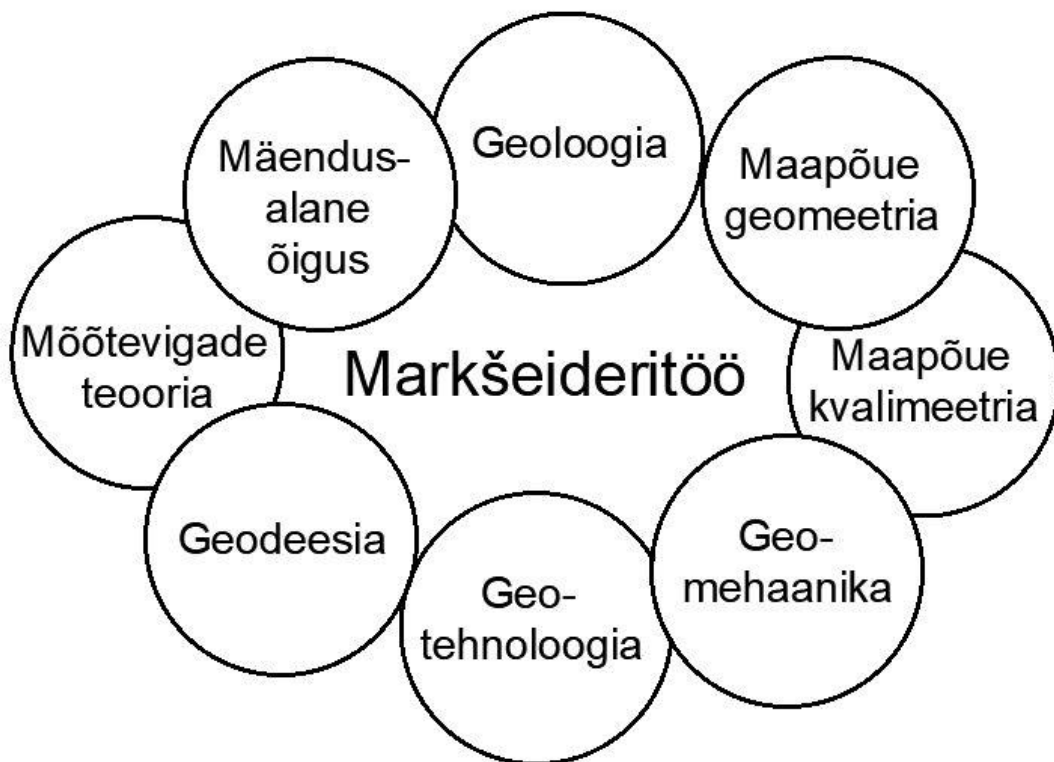 Geoloogia
Maapõue
geomeetria
Maapõue
kvalimeetria
Geo-
mehaanika
Geo-
tehnoloogia
Geodeesia
Mõõtevigade
teooria
Mäendus-
alane
õigus
Markšeideritöö